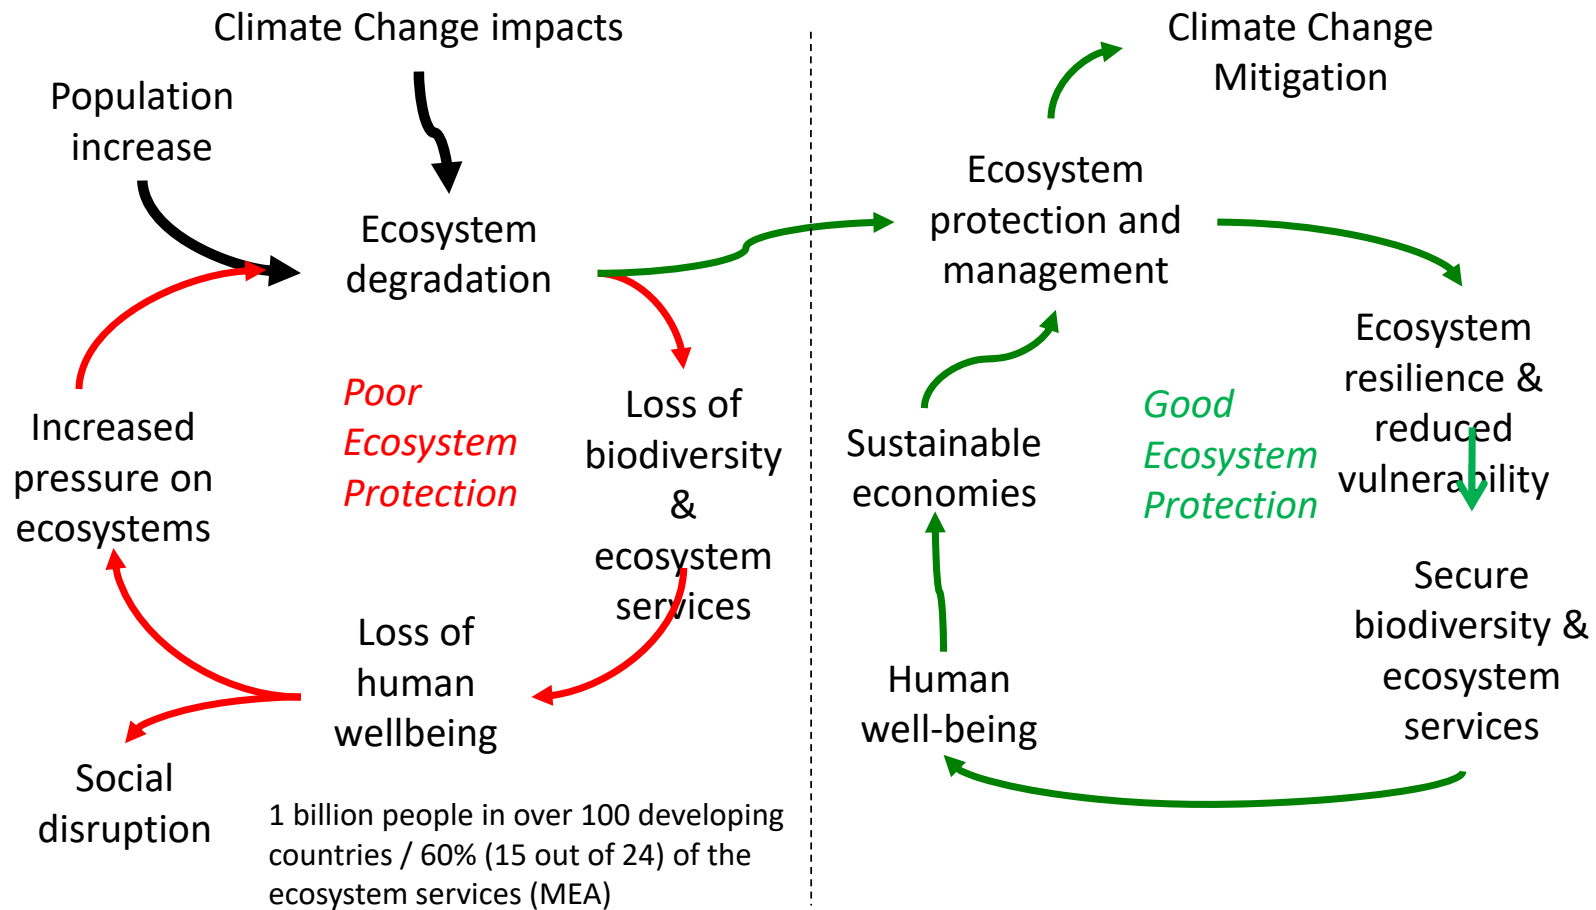 Climate Change impacts
Population
increase
Ecosystem
degradation
Poor
Ecosystem
Protection
Loss of
biodiversity
&
ecosystem
services
Increased
pressure on
ecosystems
Loss of
human
wellbeing
Social
disruption
1 billion people in over 100 developing
countries / 60% (15 out of 24) of the
ecosystem services (MEA)
Climate Change
Mitigation
Ecosystem
protection and
management
Ecosystem
resilience &
reduced
vulnerability
Good
Ecosystem
Protection
Sustainable
economies
Secure
biodiversity &
ecosystem
services
Human
well-being